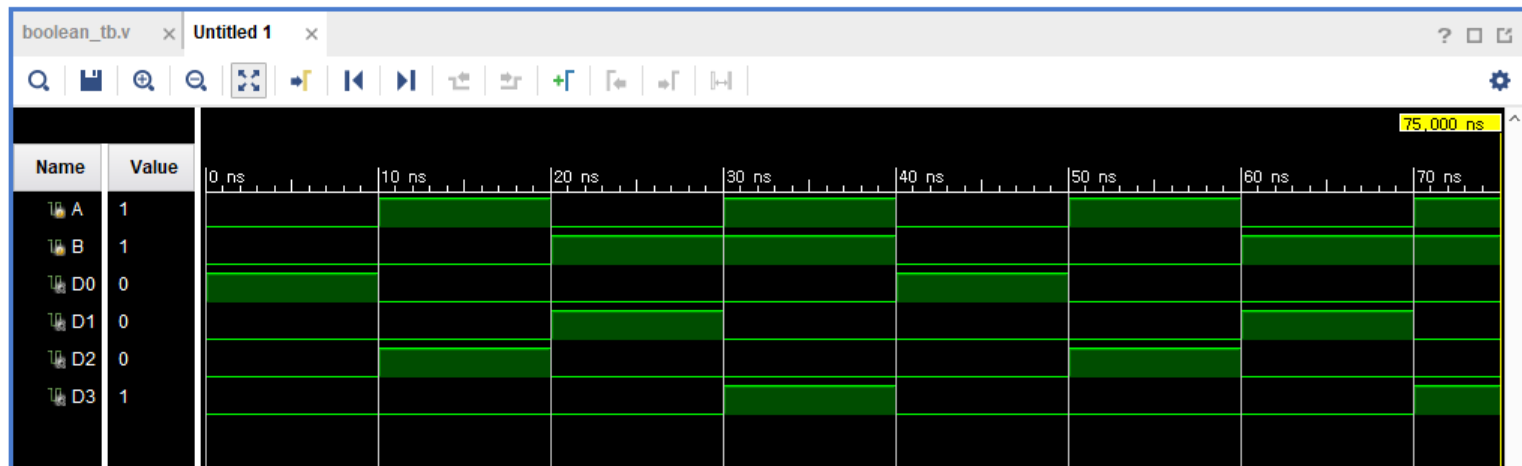 boolean_tb.v × Untitled 1 ×
?
75,000 ns
Name Value
0 ns 10 ns 20 ns 30 ns 40 ns 50 ns 60 ns 70 ns
A 1
B 1
D0 0
D1 0
D2 0
D3 1